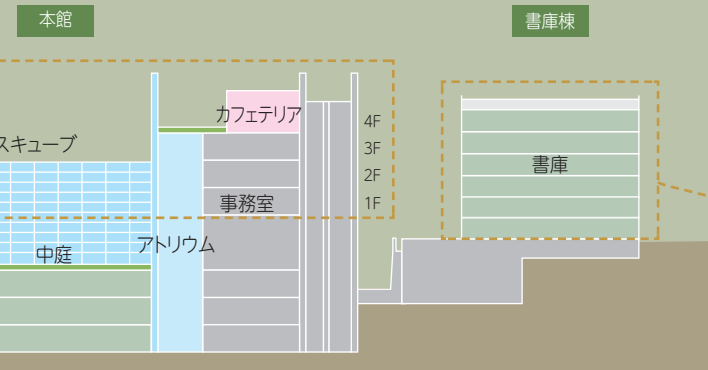 本館
書庫棟
カフェテリア
4F
スキューブ
3F
書庫
2F
事務室
1F
アトリウム
中庭